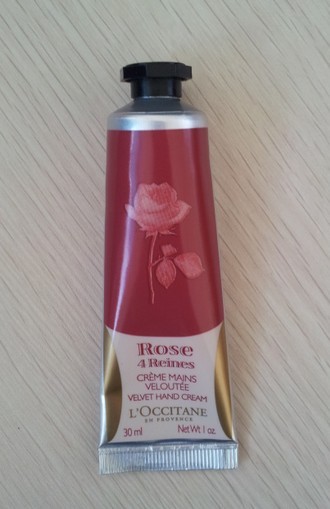 Rose
4 Reines
CRÈME MAINS
VELOUTÉE
VELVET HAND CREAM
L'OCCITANE
EN PROVENCE
30 ml Net Wt. 1 oz.